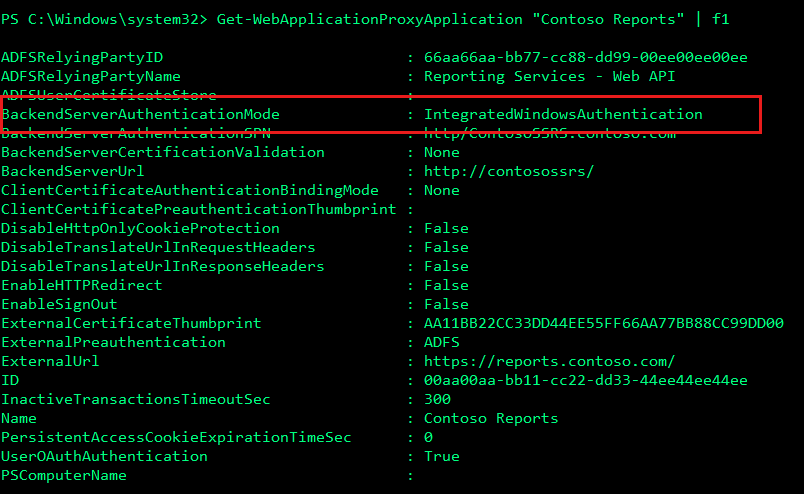 PS C:\Windows\system32> Get-WebApplicationProxyApplication "Contoso Reports" | f1
ADFSRelyingPartyID : 66aa66aa-bb77-cc88-dd99-00ee00ee00ee
ADFSRelyingPartyName : Reporting Services - Web API
ADFSUserCertificateStore :
BackendServerAuthenticationMode : IntegratedWindowsAuthentication
BackendServerAuthenticationSPN : http/ContosoSSRS.contoso.com
BackendServerCertificationValidation : None
BackendServerUrl : http://contosossrs/
ClientCertificateAuthenticationBindingMode : None
ClientCertificatePreauthenticationThumbprint :
DisableHttpOnlyCookieProtection : False
DisableTranslateUrlInRequestHeaders : False
DisableTranslateUrlInResponseHeaders : False
EnableHTTPRedirect : False
EnableSignOut : False
ExternalCertificateThumbprint : AA11BB22CC33DD44EE55FF66AA77BB88CC99DD00
ExternalPreauthentication : ADFS
ExternalUrl : https://reports.contoso.com/
ID : 00aa00aa-bb11-cc22-dd33-44ee44ee44ee
InactiveTransactionsTimeoutSec : 300
Name : Contoso Reports
PersistentAccessCookieExpirationTimeSec : 0
UserOAuthAuthentication : True
PSComputerName :